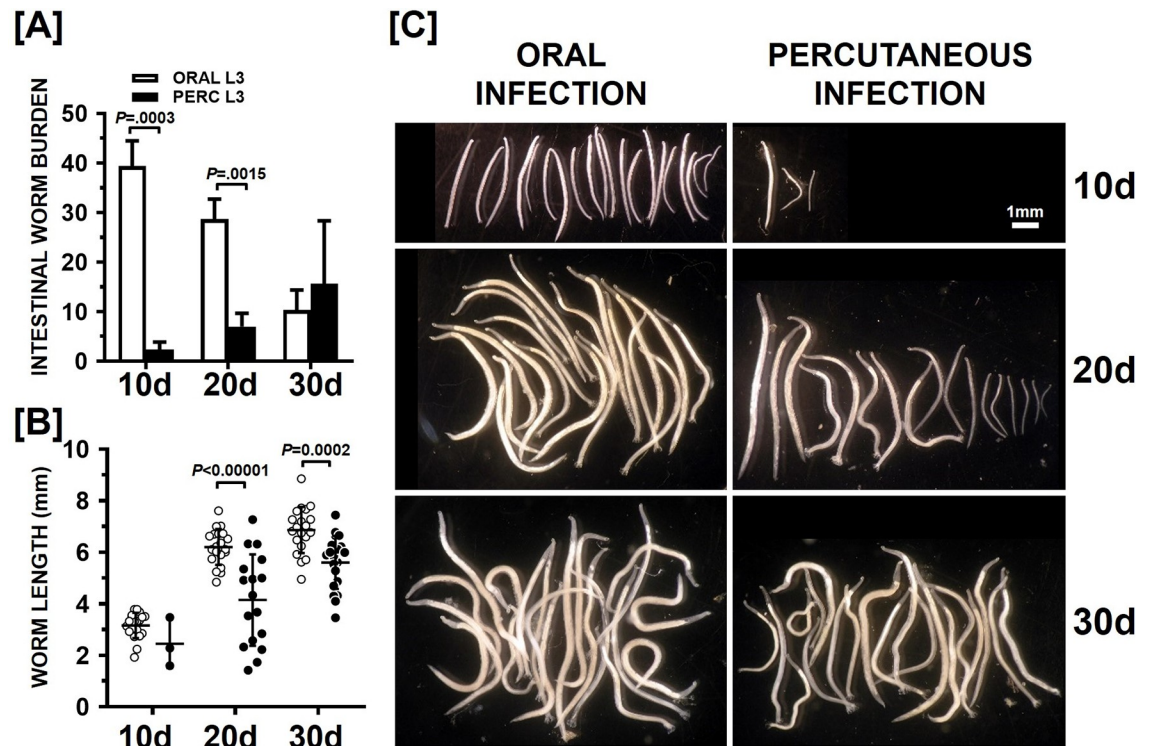 [A]
ORAL L3
PERC L3
INTESTINAL WORM BURDEN
50
40
30
20
10
0
P=.0003
P=.0015
10d 20d 30d
[B]
WORM LENGTH (mm)
10
8
6
4
2
0
P<0.00001
P=0.0002
10d 20d 30d
[C]
ORAL
INFECTION
PERCUTANEOUS
INFECTION
10d
1mm
20d
30d